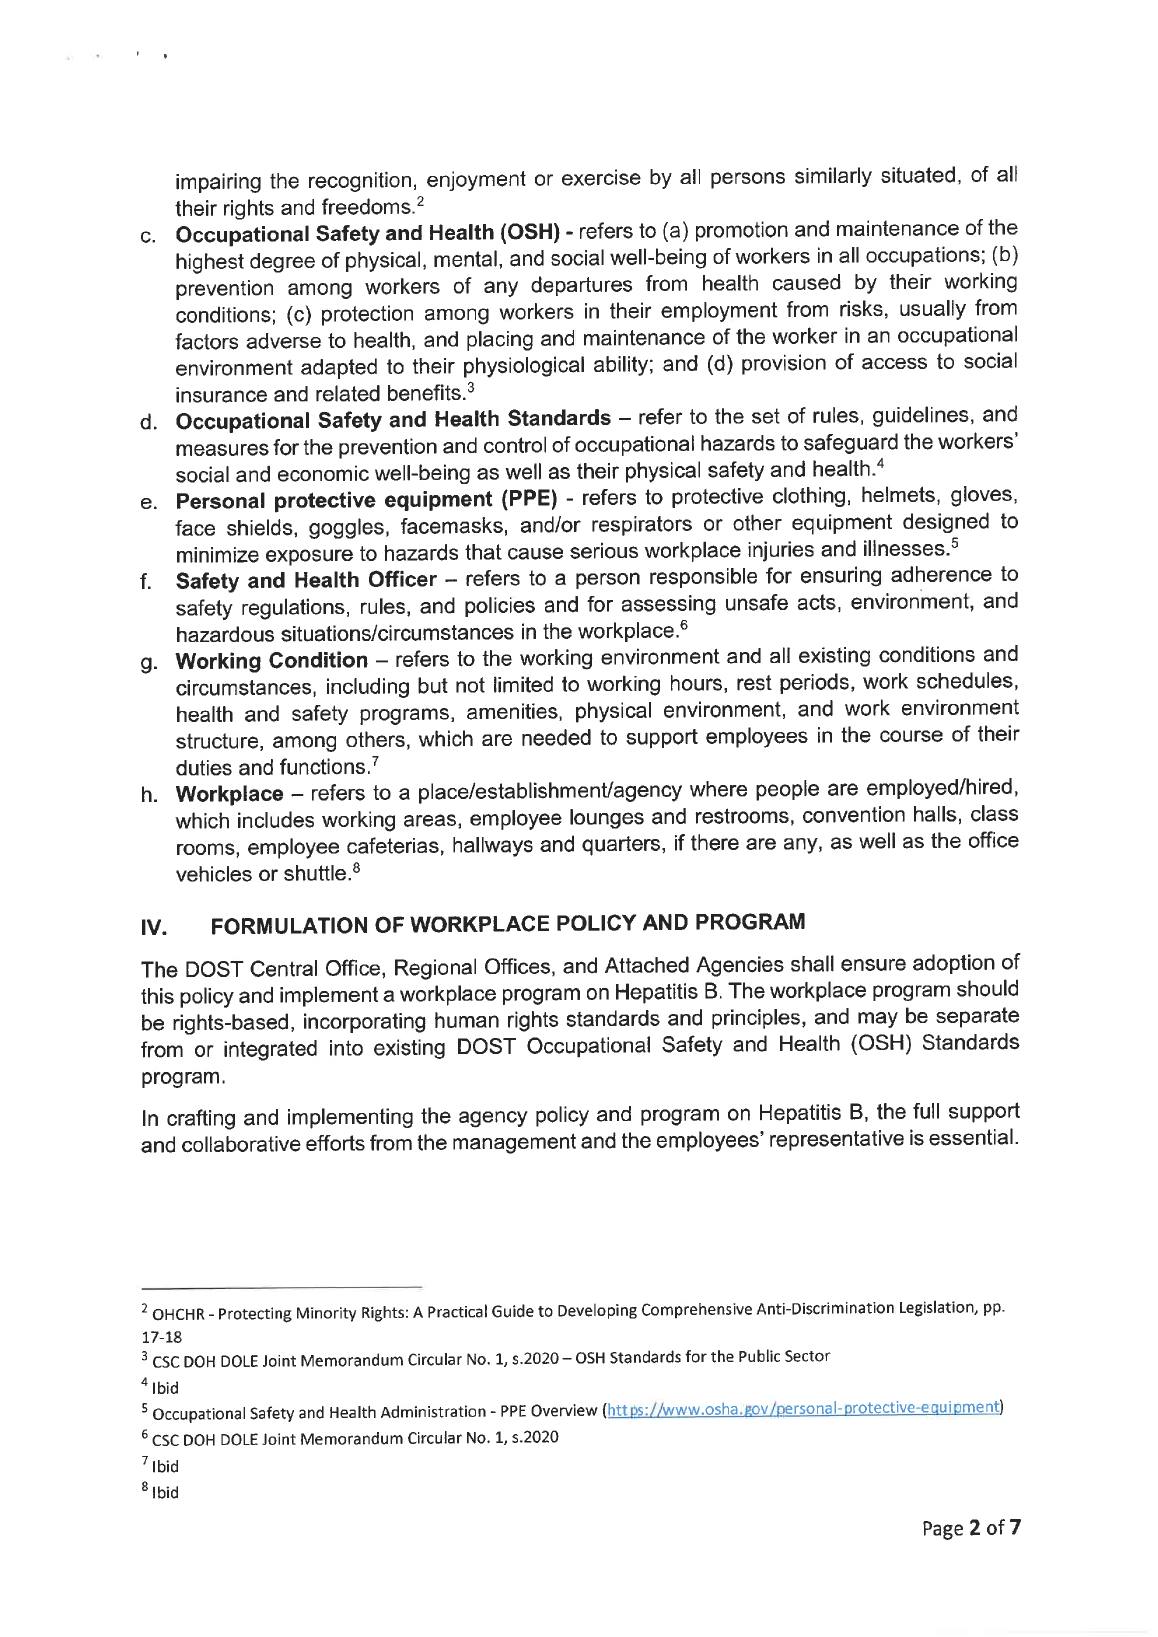 impairing the recognition, enjoyment or exercise by all persons similarly situated, of all
their rights and freedoms.²
c. Occupational Safety and Health (OSH) - refers to (a) promotion and maintenance of the
highest degree of physical, mental, and social well-being of workers in all occupations; (b)
prevention among workers of any departures from health caused by their working
conditions; (c) protection among workers in their employment from risks, usually from
factors adverse to health, and placing and maintenance of the worker in an occupational
environment adapted to their physiological ability; and (d) provision of access to social
insurance and related benefits.³
d. Occupational Safety and Health Standards – refer to the set of rules, guidelines, and
measures for the prevention and control of occupational hazards to safeguard the workers’
social and economic well-being as well as their physical safety and health.⁴
e. Personal protective equipment (PPE) - refers to protective clothing, helmets, gloves,
face shields, goggles, facemasks, and/or respirators or other equipment designed to
minimize exposure to hazards that cause serious workplace injuries and illnesses.⁵
f. Safety and Health Officer – refers to a person responsible for ensuring adherence to
safety regulations, rules, and policies and for assessing unsafe acts, environment, and
hazardous situations/circumstances in the workplace.⁶
g. Working Condition – refers to the working environment and all existing conditions and
circumstances, including but not limited to working hours, rest periods, work schedules,
health and safety programs, amenities, physical environment, and work environment
structure, among others, which are needed to support employees in the course of their
duties and functions.⁷
h. Workplace – refers to a place/establishment/agency where people are employed/hired,
which includes working areas, employee lounges and restrooms, convention halls, class
rooms, employee cafeterias, hallways and quarters, if there are any, as well as the office
vehicles or shuttle.⁸
IV. FORMULATION OF WORKPLACE POLICY AND PROGRAM
The DOST Central Office, Regional Offices, and Attached Agencies shall ensure adoption of
this policy and implement a workplace program on Hepatitis B. The workplace program should
be rights-based, incorporating human rights standards and principles, and may be separate
from or integrated into existing DOST Occupational Safety and Health (OSH) Standards
program.
In crafting and implementing the agency policy and program on Hepatitis B, the full support
and collaborative efforts from the management and the employees’ representative is essential.
² OHCHR - Protecting Minority Rights: A Practical Guide to Developing Comprehensive Anti-Discrimination Legislation, pp.
17-18
³ CSC DOH DOLE Joint Memorandum Circular No. 1, s.2020 – OSH Standards for the Public Sector
⁴ Ibid
⁵ Occupational Safety and Health Administration - PPE Overview (https://www.osha.gov/personal-protective-equipment)
⁶ CSC DOH DOLE Joint Memorandum Circular No. 1, s.2020
⁷ Ibid
⁸ Ibid
Page 2 of 7